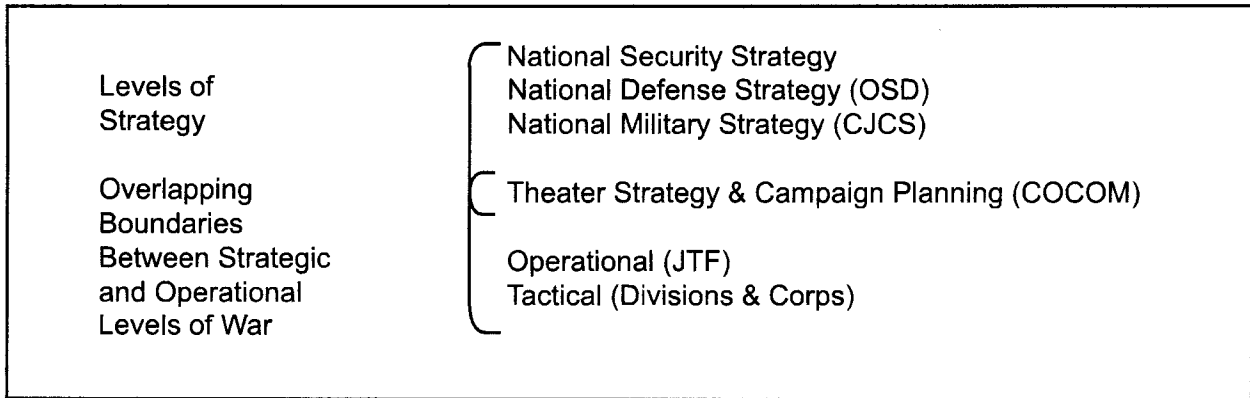 Levels of
Strategy
National Security Strategy
National Defense Strategy (OSD)
National Military Strategy (CJCS)
Overlapping
Boundaries
Between Strategic
and Operational
Levels of War
Theater Strategy & Campaign Planning (COCOM)
Operational (JTF)
Tactical (Divisions & Corps)